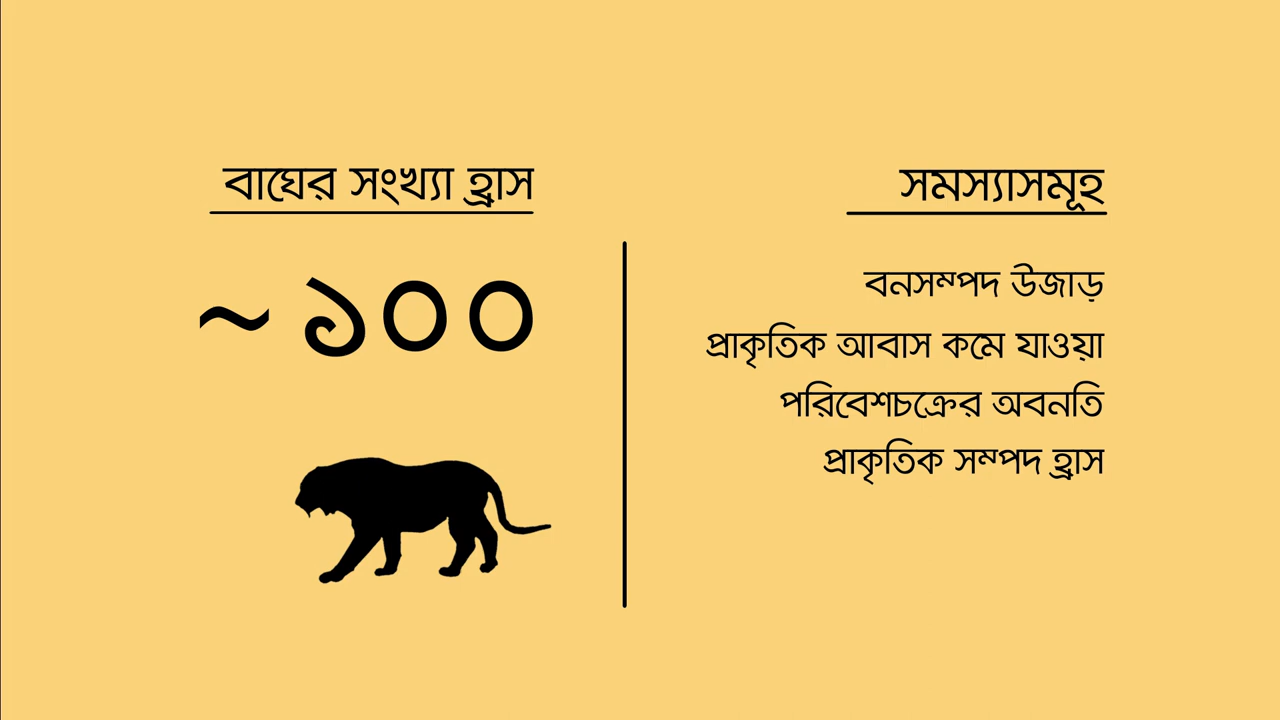 বাঘের সংখ্যা হ্রাস
~ ১০০
সমস্যাসমূহ
বনসম্পদ উজাড়
প্রাকৃতিক আবাস কমে যাওয়া
পরিবেশচক্রের অবনতি
প্রাকৃতিক সম্পদ হ্রাস